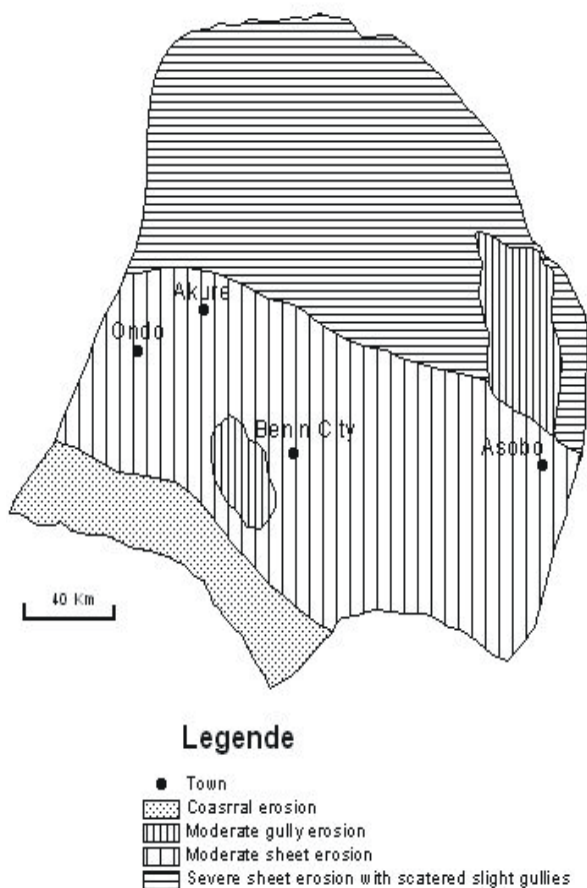 Akure
Ondo
Benin City
Asobo
40 Km
Legende
Town
Coasrral erosion
Moderate gully erosion
Moderate sheet erosion
Severe sheet erosion with scatered slight gullies